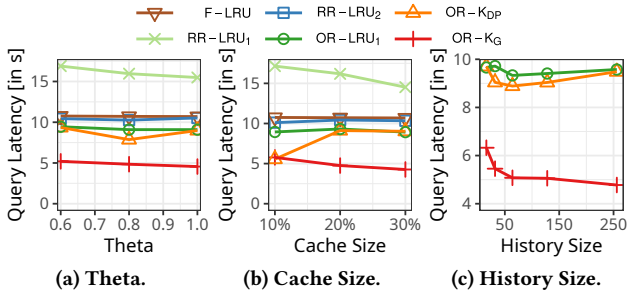 F-LRU RR-LRU₂ OR-K_DP
RR-LRU₁ OR-LRU₁ OR-K_G
Query Latency [in s]
15
10
5
0
0.6 0.7 0.8 0.9 1.0
Theta
(a) Theta.
Query Latency [in s]
15
10
5
0
10% 20% 30%
Cache Size
(b) Cache Size.
Query Latency [in s]
10
8
6
4
50 150 250
History Size
(c) History Size.